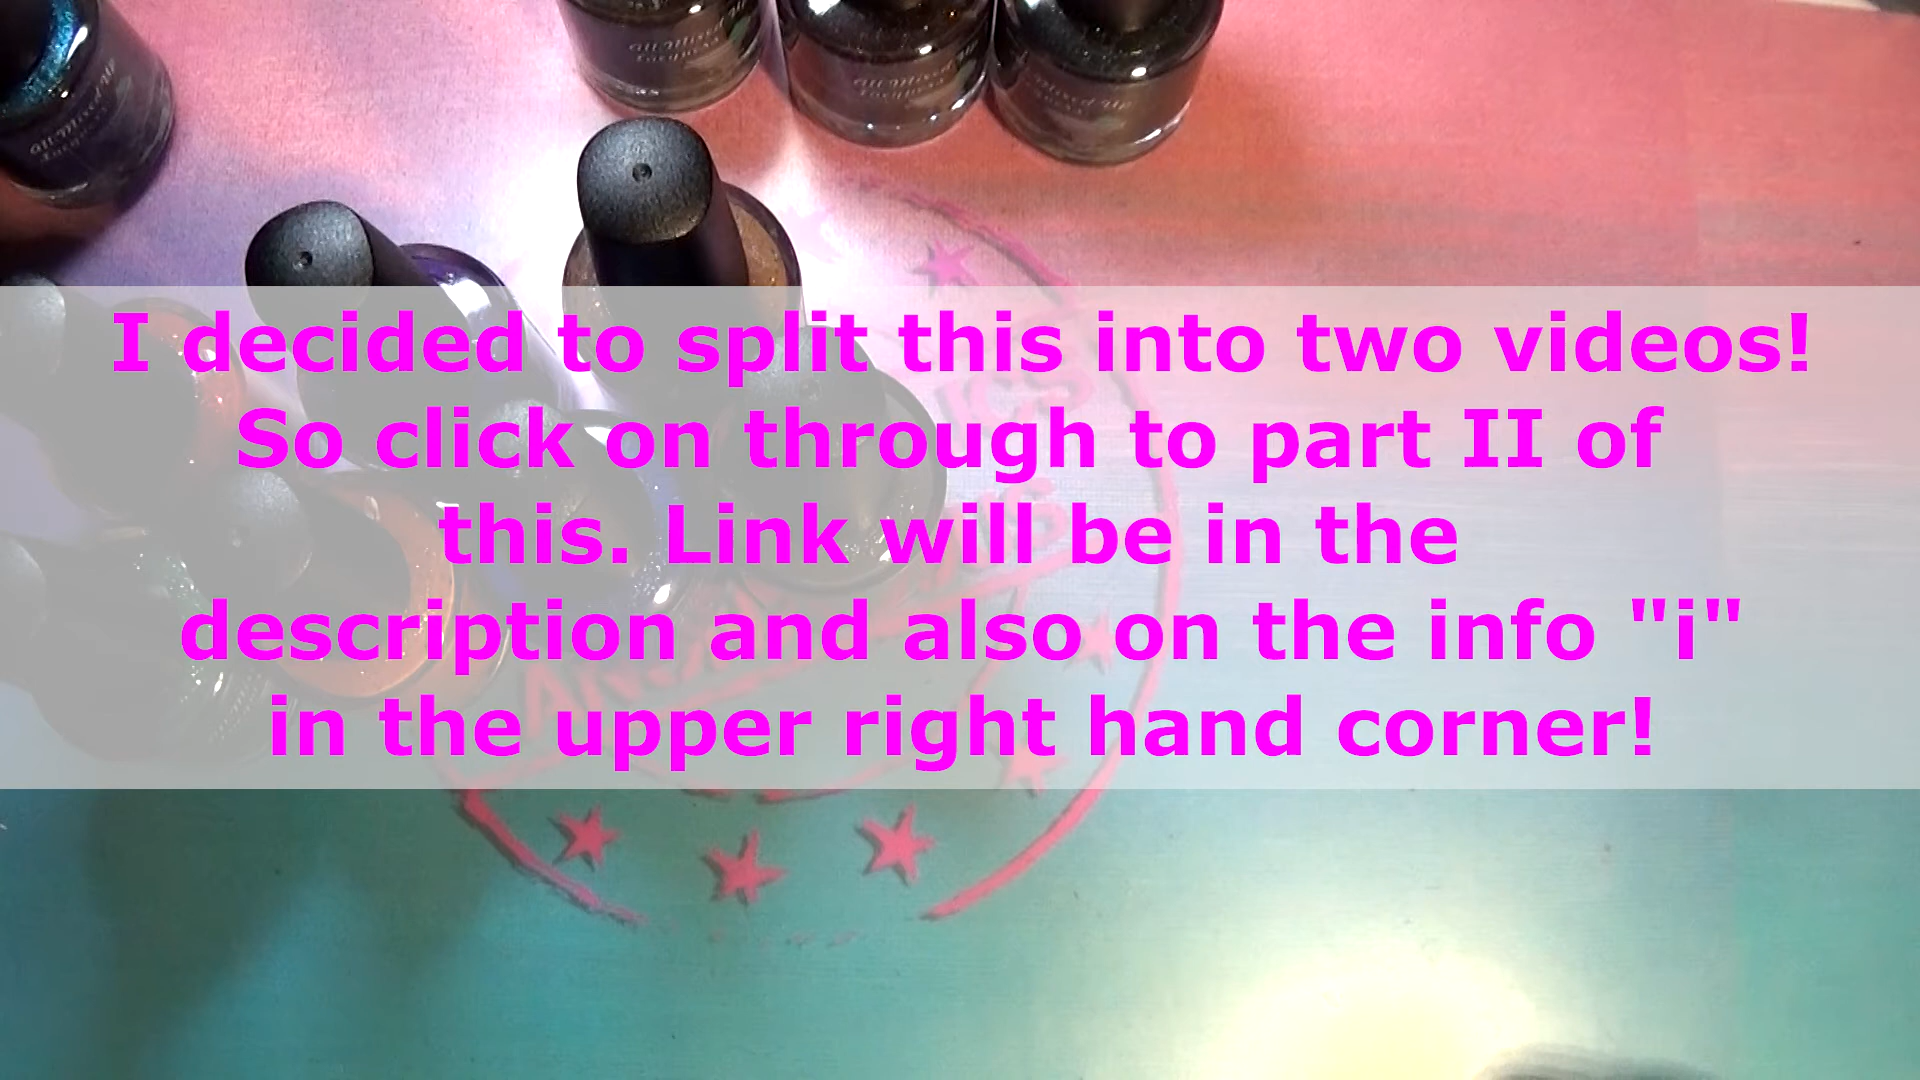 I decided to split this into two videos!
So click on through to part II of
this. Link will be in the
description and also on the info "i"
in the upper right hand corner!